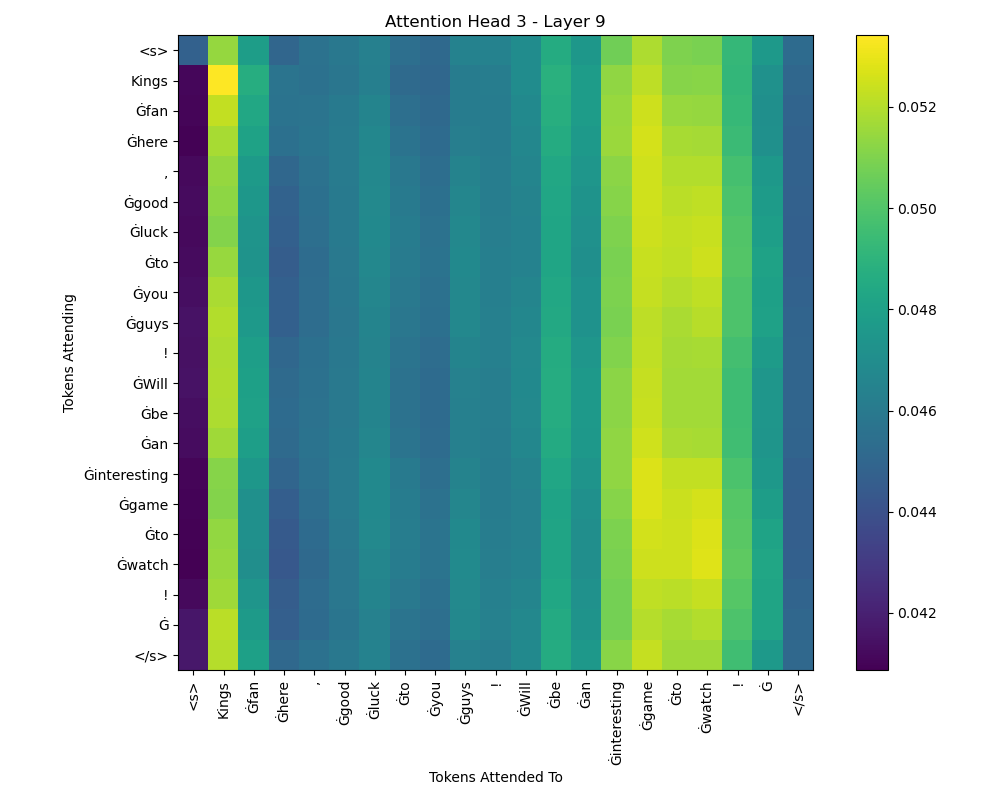 Attention Head 3 - Layer 9
Tokens Attending
<s>
Kings
Ġfan
Ġhere
,
Ġgood
Ġluck
Ġto
Ġyou
Ġguys
!
ĠWill
Ġbe
Ġan
Ġinteresting
Ġgame
Ġto
Ġwatch
!
Ġ
</s>
<s>
Kings
Ġfan
Ġhere
,
Ġgood
Ġluck
Ġto
Ġyou
Ġguys
!
ĠWill
Ġbe
Ġan
Ġinteresting
Ġgame
Ġto
Ġwatch
!
Ġ
</s>
Tokens Attended To
0.052
0.050
0.048
0.046
0.044
0.042